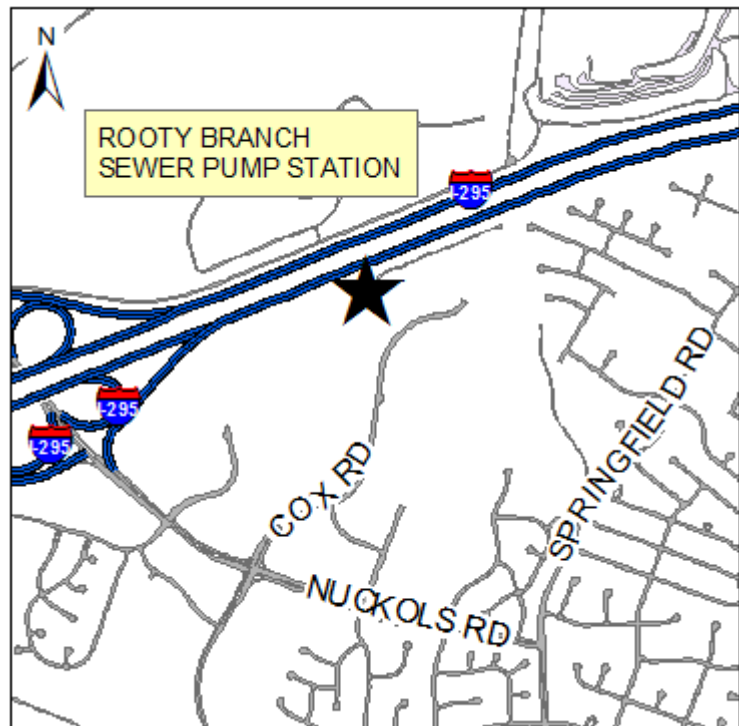 N
ROOTY BRANCH
SEWER PUMP STATION
I-295
I-295
I-295
COX RD
SPRINGFIELD RD
NUCKOLS RD